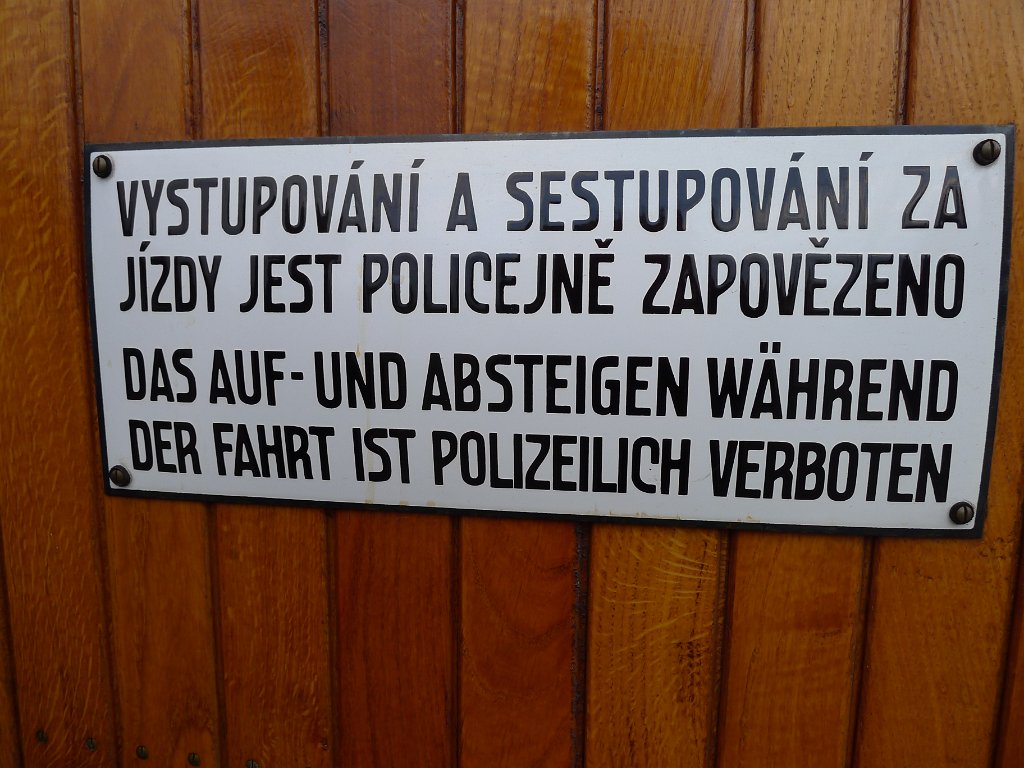 VYSTUPOVÁNÍ A SESTUPOVÁNÍ ZA
JÍZDY JEST POLICEJNĚ ZAPOVĚZENO
DAS AUF- UND ABSTEIGEN WÄHREND
DER FAHRT IST POLIZEILICH VERBOTEN